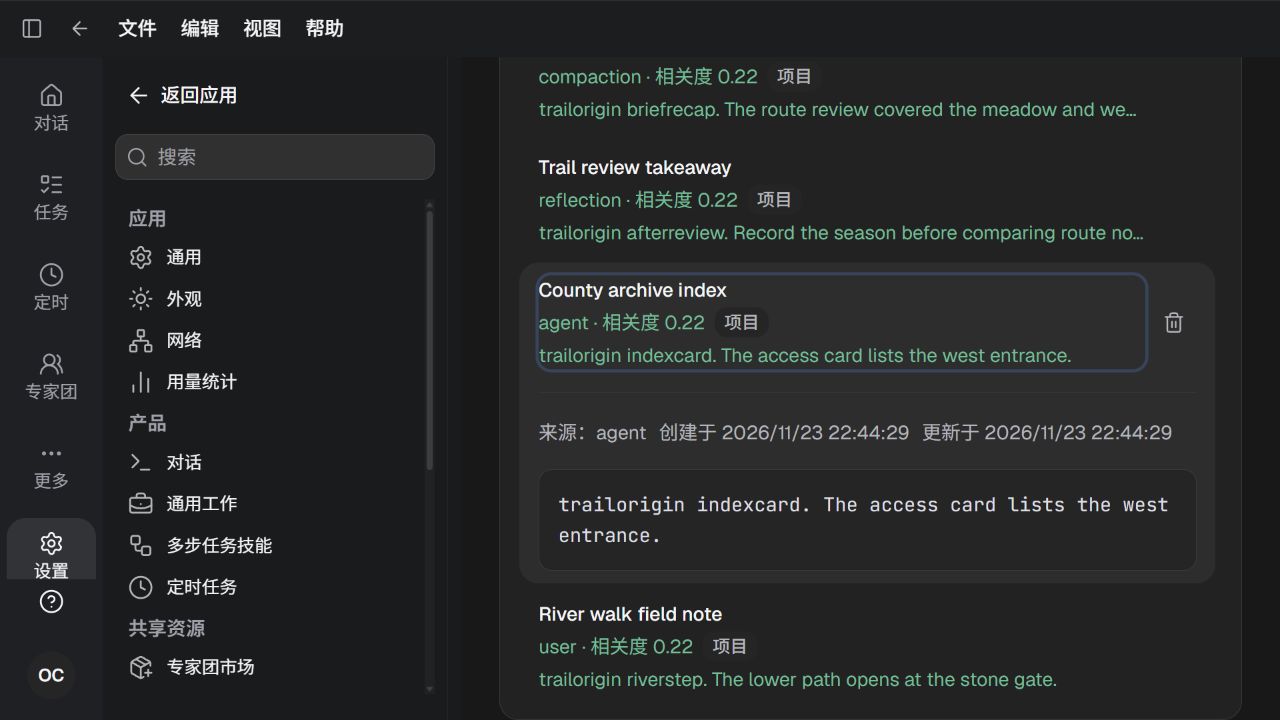 文件 编辑 视图 帮助
对话
任务
定时
专家团
更多
设置
OC
返回应用
搜索
应用
通用
外观
网络
用量统计
产品
对话
通用工作
多步任务技能
定时任务
共享资源
专家团市场
compaction · 相关度 0.22 项目
trailorigin briefrecap. The route review covered the meadow and we...
Trail review takeaway
reflection · 相关度 0.22 项目
trailorigin afterreview. Record the season before comparing route no...
County archive index
agent · 相关度 0.22 项目
trailorigin indexcard. The access card lists the west entrance.
来源：agent 创建于 2026/11/23 22:44:29 更新于 2026/11/23 22:44:29
trailorigin indexcard. The access card lists the west
entrance.
River walk field note
user · 相关度 0.22 项目
trailorigin riverstep. The lower path opens at the stone gate.